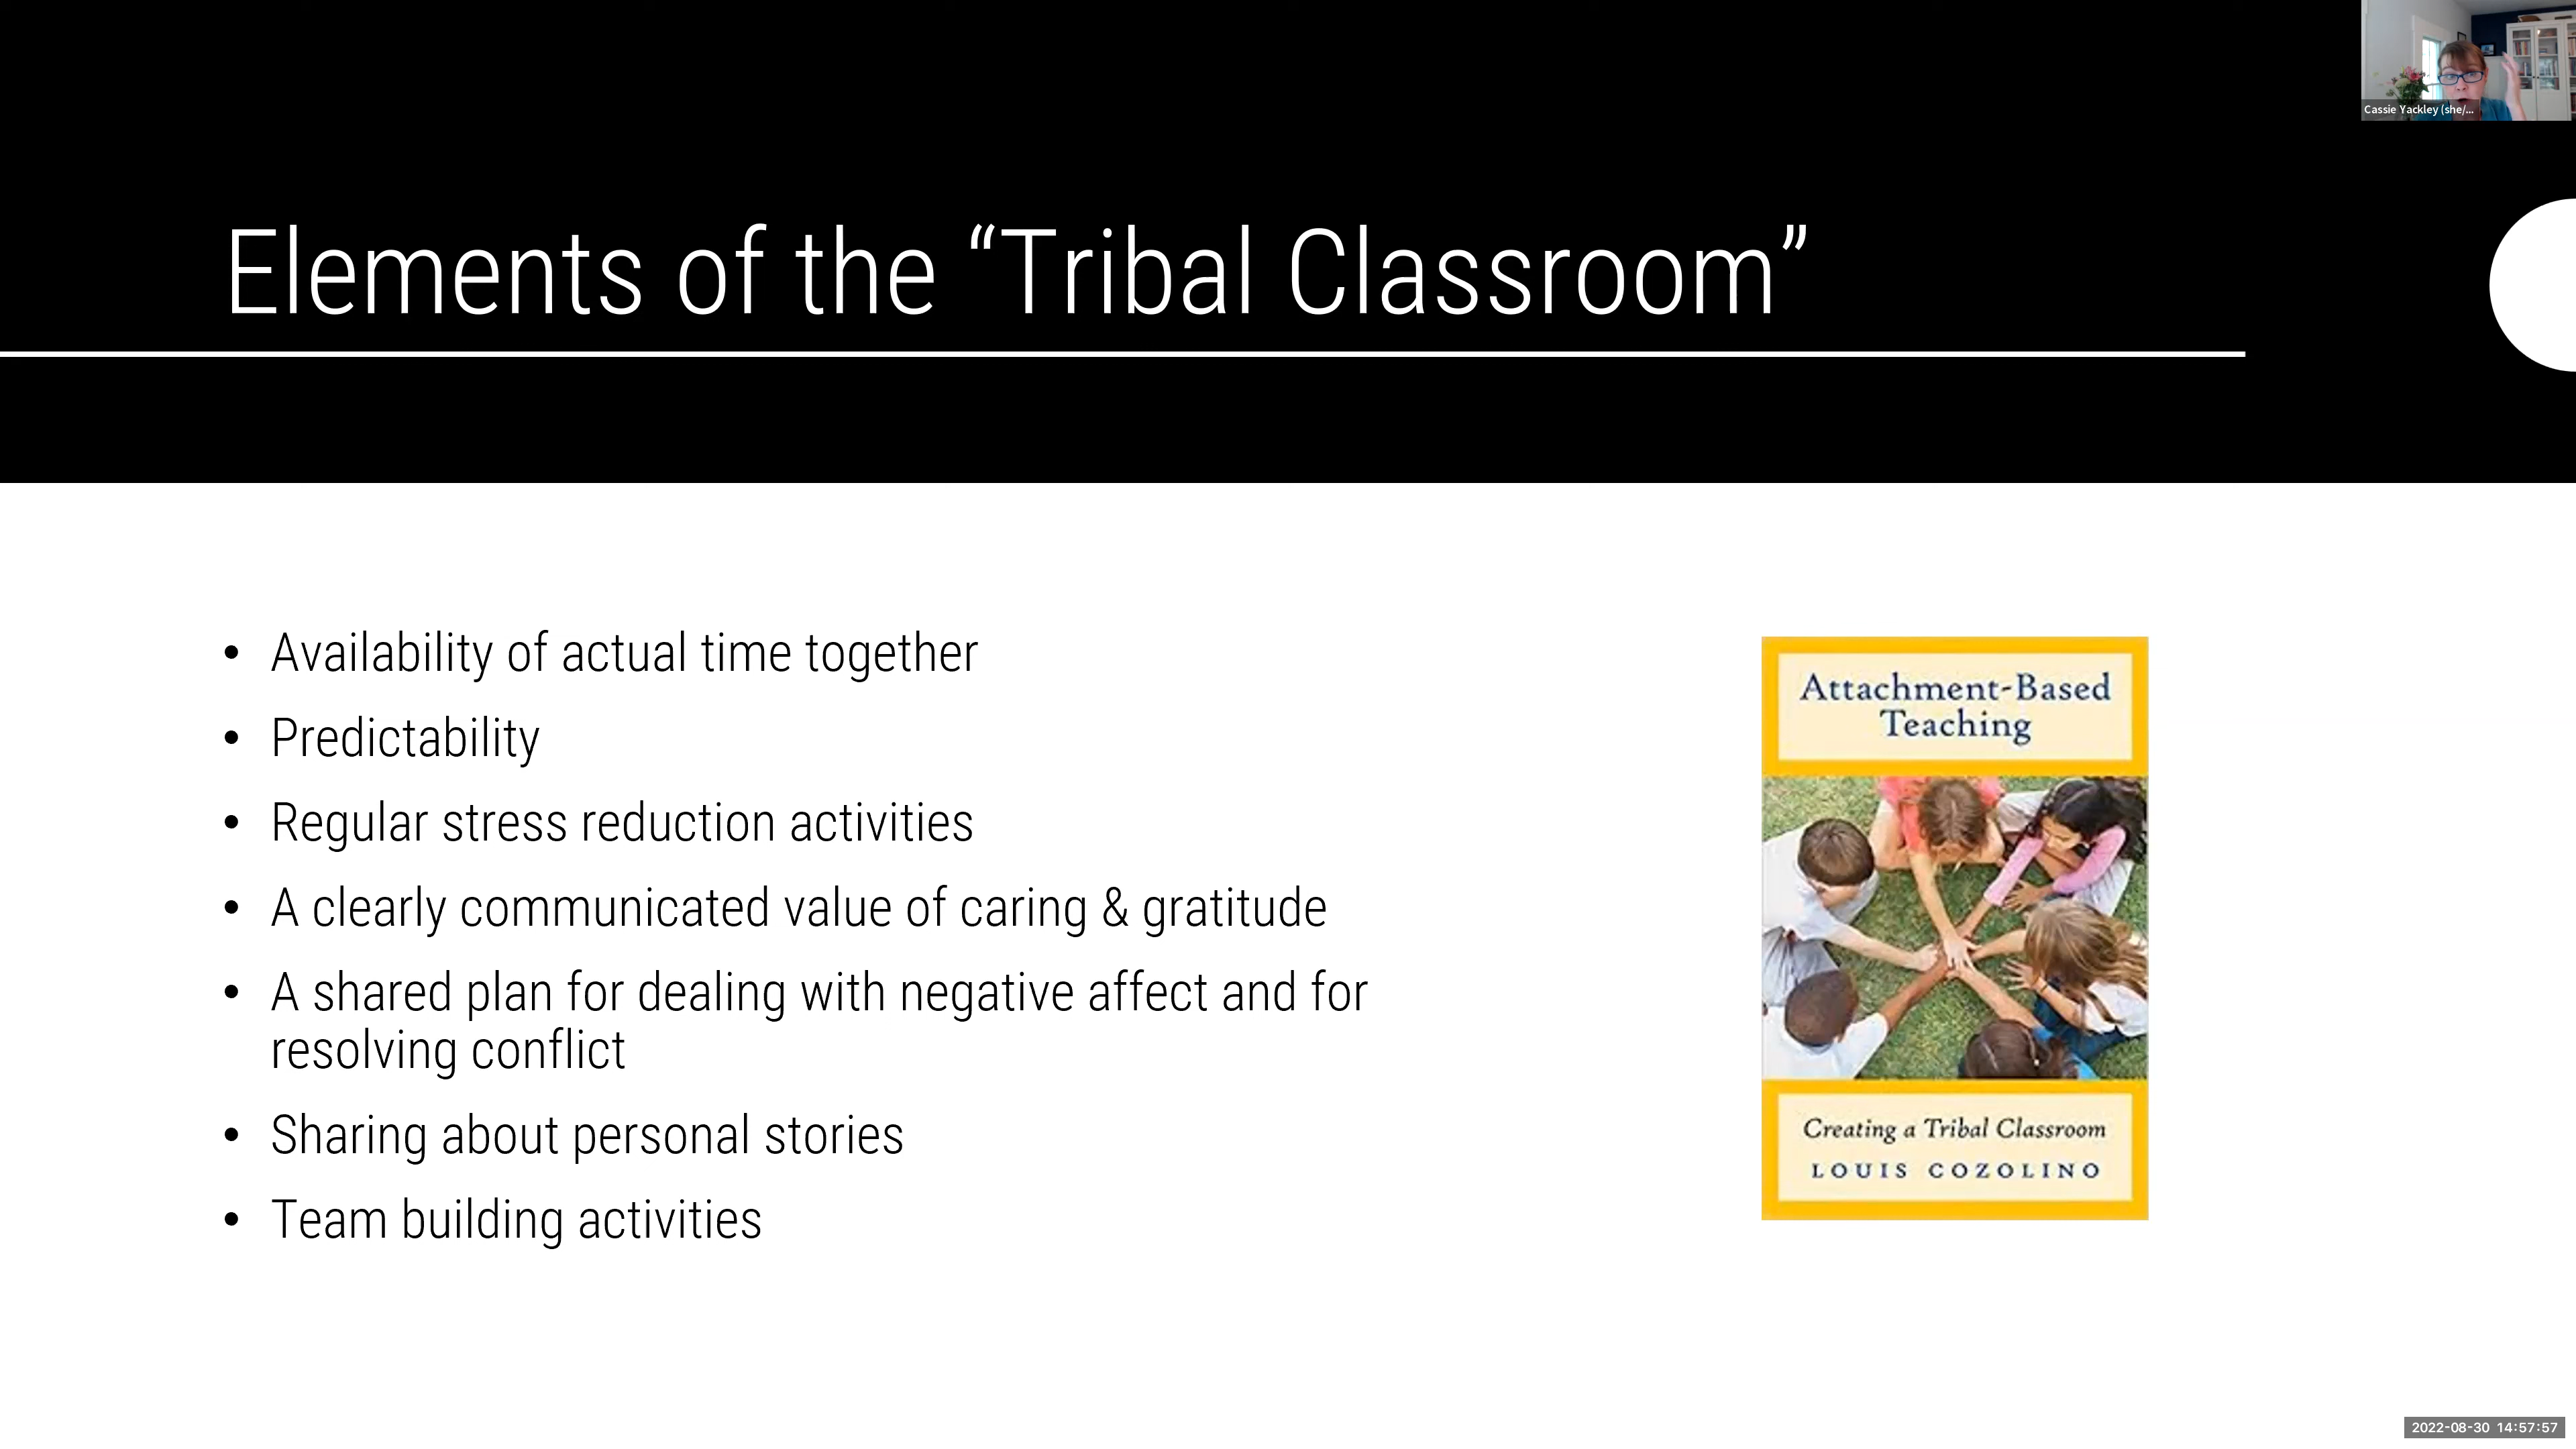 Cassie Yackley (she/...
Elements of the “Tribal Classroom”
• Availability of actual time together
• Predictability
• Regular stress reduction activities
• A clearly communicated value of caring & gratitude
• A shared plan for dealing with negative affect and for
resolving conflict
• Sharing about personal stories
• Team building activities
Attachment-Based
Teaching
Creating a Tribal Classroom
LOUIS COZOLINO
2022-08-30 14:57:57